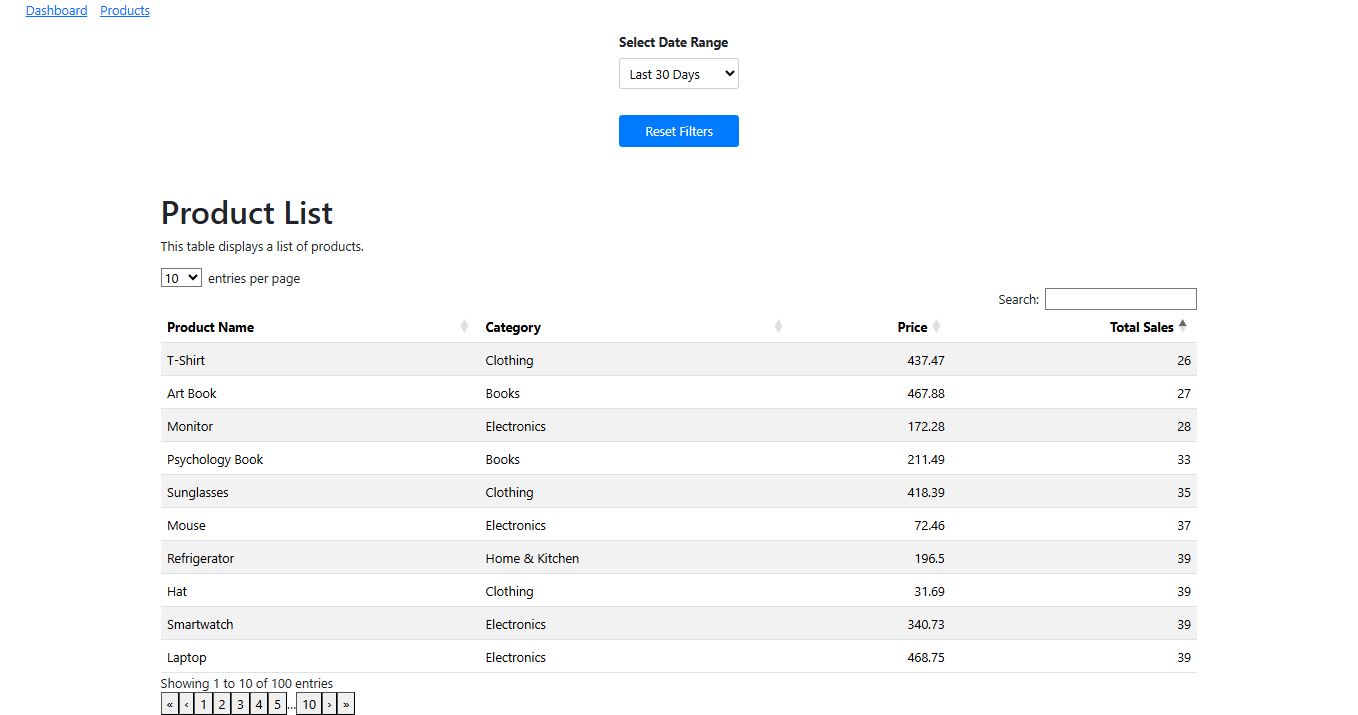 Dashboard Products
Select Date Range
Last 30 Days
Reset Filters
Product List
This table displays a list of products.
10 entries per page
Search:
Product Name Category Price Total Sales
T-Shirt Clothing 437.47 26
Art Book Books 467.88 27
Monitor Electronics 172.28 28
Psychology Book Books 211.49 33
Sunglasses Clothing 418.39 35
Mouse Electronics 72.46 37
Refrigerator Home & Kitchen 196.5 39
Hat Clothing 31.69 39
Smartwatch Electronics 340.73 39
Laptop Electronics 468.75 39
Showing 1 to 10 of 100 entries
« ‹ 1 2 3 4 5 ... 10 › »